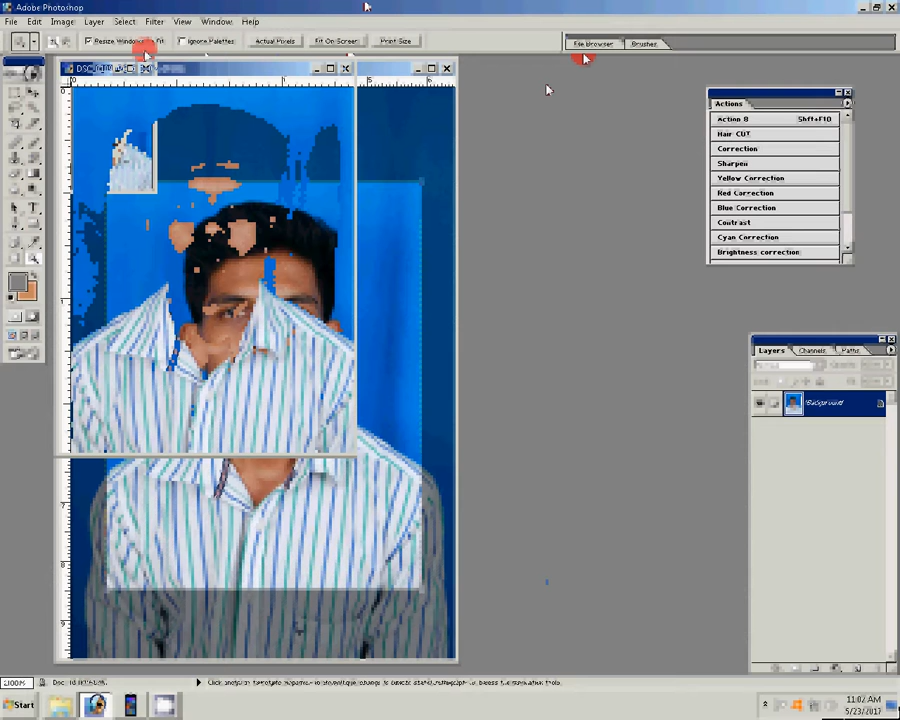 Adobe Photoshop
File Edit Image Layer Select Filter View Window Help
Ignore Palettes Actual Pixels Fit On Screen Print Size
File Browser Brushes
Actions
Action 8 Shft+F10
Hair CUT
Correction
Sharpen
Yellow Correction
Red Correction
Blue Correction
Contrast
Cyan Correction
Brightness correction
Layers Channels Paths
Background
Start
11:02 AM
5/23/2017